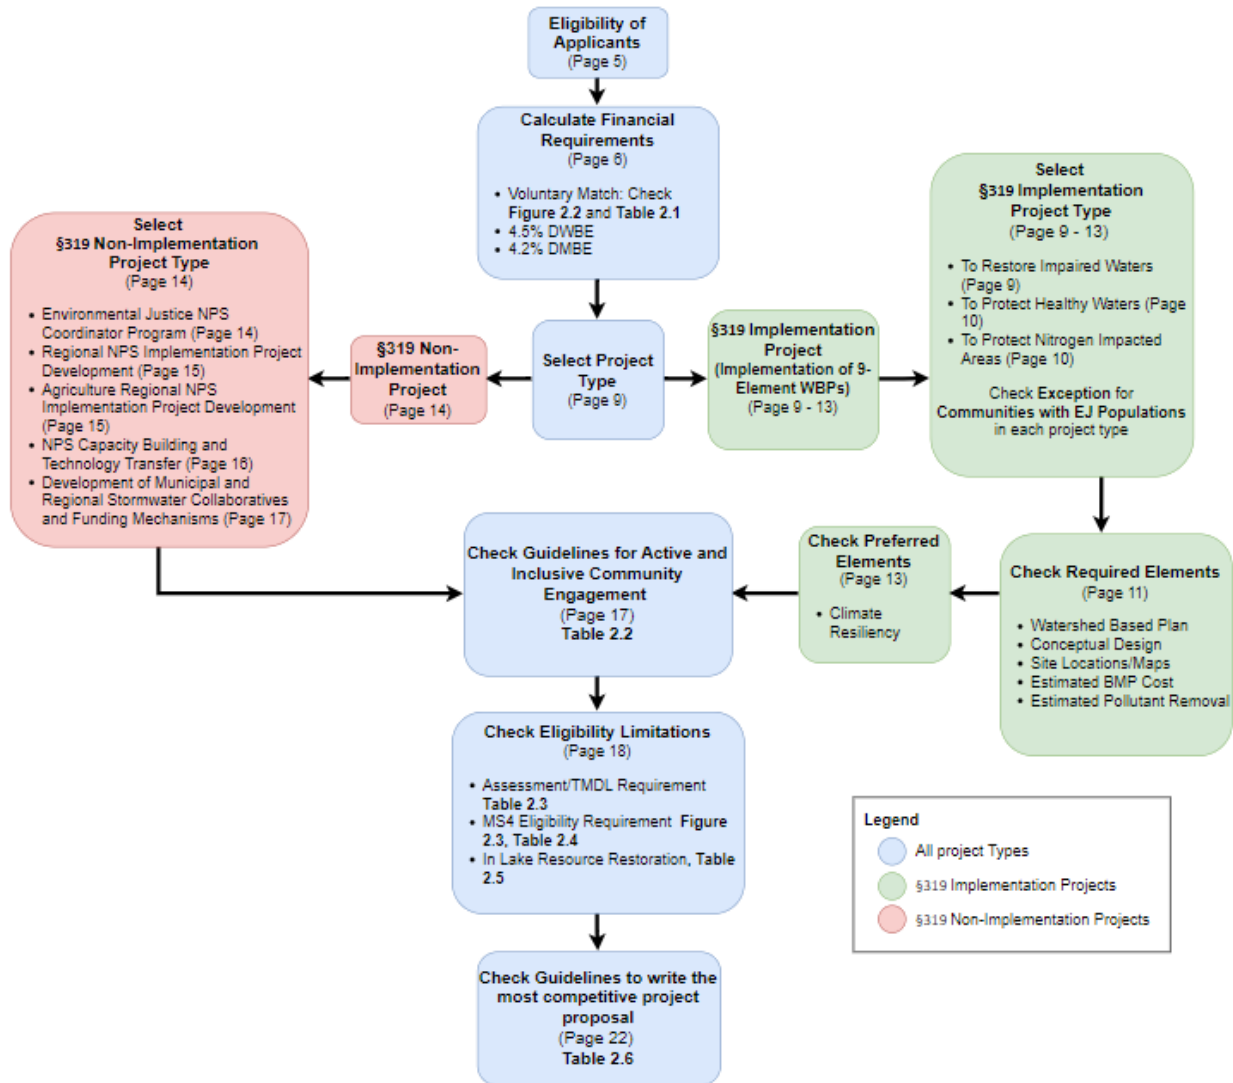 Eligibility of
Applicants
(Page 5)
Calculate Financial
Requirements
(Page 6)
• Voluntary Match: Check
Figure 2.2 and Table 2.1
• 4.5% DWBE
• 4.2% DMBE
Select Project
Type
(Page 9)
§319 Non-
Implementation
Project
(Page 14)
Select
§319 Non-Implementation
Project Type
(Page 14)
• Environmental Justice NPS
Coordinator Program (Page 14)
• Regional NPS Implementation Project
Development (Page 15)
• Agriculture Regional NPS
Implementation Project Development
(Page 15)
• NPS Capacity Building and
Technology Transfer (Page 16)
• Development of Municipal and
Regional Stormwater Collaboratives
and Funding Mechanisms (Page 17)
§319 Implementation
Project
(Implementation of 9-
Element WBPs)
(Page 9 - 13)
Select
§319 Implementation
Project Type
(Page 9 - 13)
• To Restore Impaired Waters
(Page 9)
• To Protect Healthy Waters (Page
10)
• To Protect Nitrogen Impacted
Areas (Page 10)
Check Exception for
Communities with EJ Populations
in each project type
Check Required Elements
(Page 11)
• Watershed Based Plan
• Conceptual Design
• Site Locations/Maps
• Estimated BMP Cost
• Estimated Pollutant Removal
Check Preferred
Elements
(Page 13)
• Climate
Resiliency
Check Guidelines for Active and
Inclusive Community
Engagement
(Page 17)
Table 2.2
Check Eligibility Limitations
(Page 18)
• Assessment/TMDL Requirement
Table 2.3
• MS4 Eligibility Requirement Figure
2.3, Table 2.4
• In Lake Resource Restoration, Table
2.5
Check Guidelines to write the
most competitive project
proposal
(Page 22)
Table 2.6
Legend
All project Types
§319 Implementation Projects
§319 Non-Implementation Projects